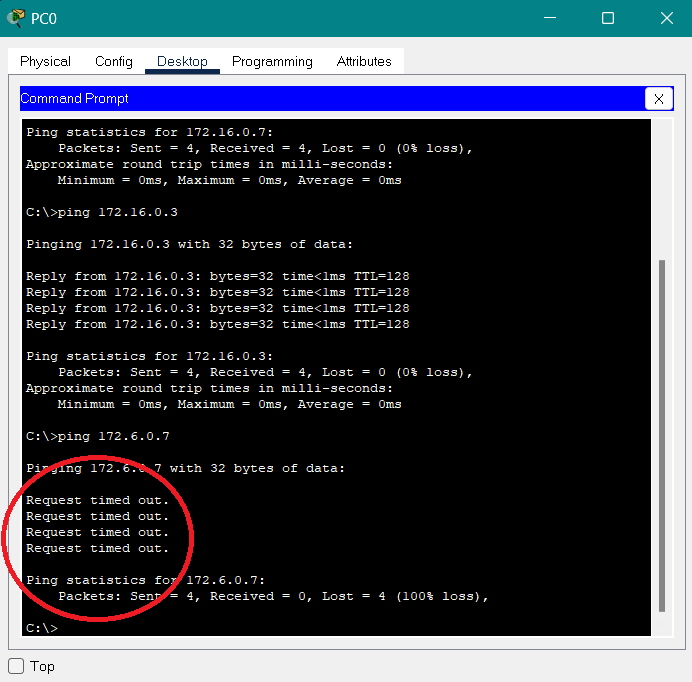 PC0
Physical Config Desktop Programming Attributes
Command Prompt
X
Ping statistics for 172.16.0.7:
Packets: Sent = 4, Received = 4, Lost = 0 (0% loss),
Approximate round trip times in milli-seconds:
Minimum = 0ms, Maximum = 0ms, Average = 0ms
C:\>ping 172.16.0.3
Pinging 172.16.0.3 with 32 bytes of data:
Reply from 172.16.0.3: bytes=32 time<1ms TTL=128
Reply from 172.16.0.3: bytes=32 time<1ms TTL=128
Reply from 172.16.0.3: bytes=32 time<1ms TTL=128
Reply from 172.16.0.3: bytes=32 time<1ms TTL=128
Ping statistics for 172.16.0.3:
Packets: Sent = 4, Received = 4, Lost = 0 (0% loss),
Approximate round trip times in milli-seconds:
Minimum = 0ms, Maximum = 0ms, Average = 0ms
C:\>ping 172.6.0.7
Pinging 172.6.0.7 with 32 bytes of data:
Request timed out.
Request timed out.
Request timed out.
Request timed out.
Ping statistics for 172.6.0.7:
Packets: Sent = 4, Received = 0, Lost = 4 (100% loss),
C:\>
Top